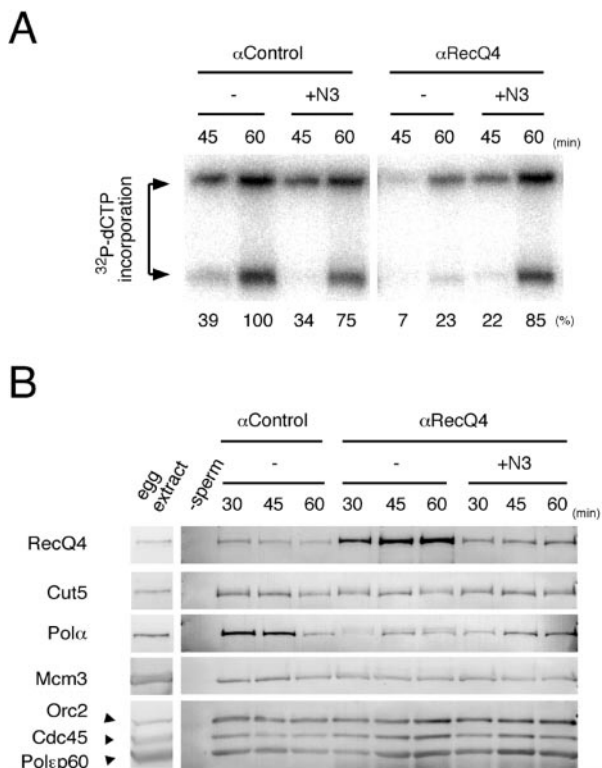 A
αControl αRecQ4
- +N3 - +N3
45 60 45 60 45 60 45 60 (min)
32P-dCTP
incorporation
39 100 34 75 7 23 22 85 (%)
B
αControl αRecQ4
egg
extract
-sperm
- - +N3
30 45 60 30 45 60 30 45 60 (min)
RecQ4
Cut5
Polα
Mcm3
Orc2
Cdc45
Polεp60